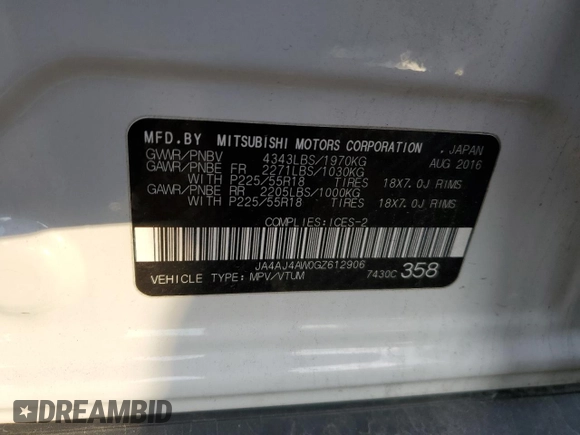 MFD.BY MITSUBISHI MOTORS CORPORATION , JAPAN
GVWR/PNBV 4343LBS/1970KG AUG 2016
GAWR/PNBE FR 2271LBS/1030KG
WITH P225/55R18 TIRES 18X7.0J RIMS
GAWR/PNBE RR 2205LBS/1000KG
WITH P225/55R18 TIRES 18X7.0J RIMS
COMPLIES:ICES-2
JA4AJ4AW0GZ612906
VEHICLE TYPE:MPV/VTUM 7430C 358
DREAMBID